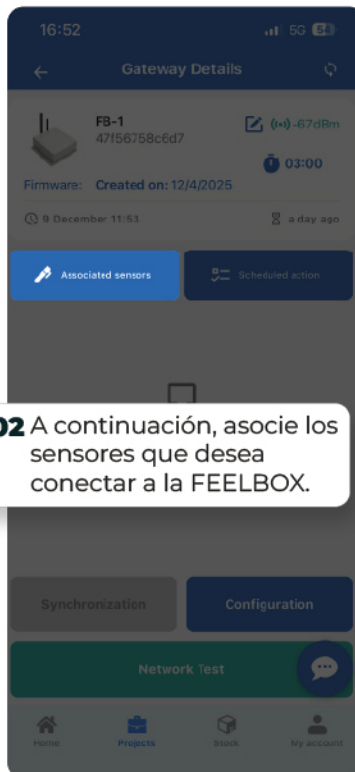 16:52
5G 53
Gateway Details
FB-1
47f56758c6d7
(••) -67dBm
03:00
Firmware: Created on: 12/4/2025
9 December 11:53
a day ago
Associated sensors
Scheduled action
02 A continuación, asocie los
sensores que desea
conectar a la FEELBOX.
Synchronization
Configuration
Network Test
Home
Projects
Stock
My account